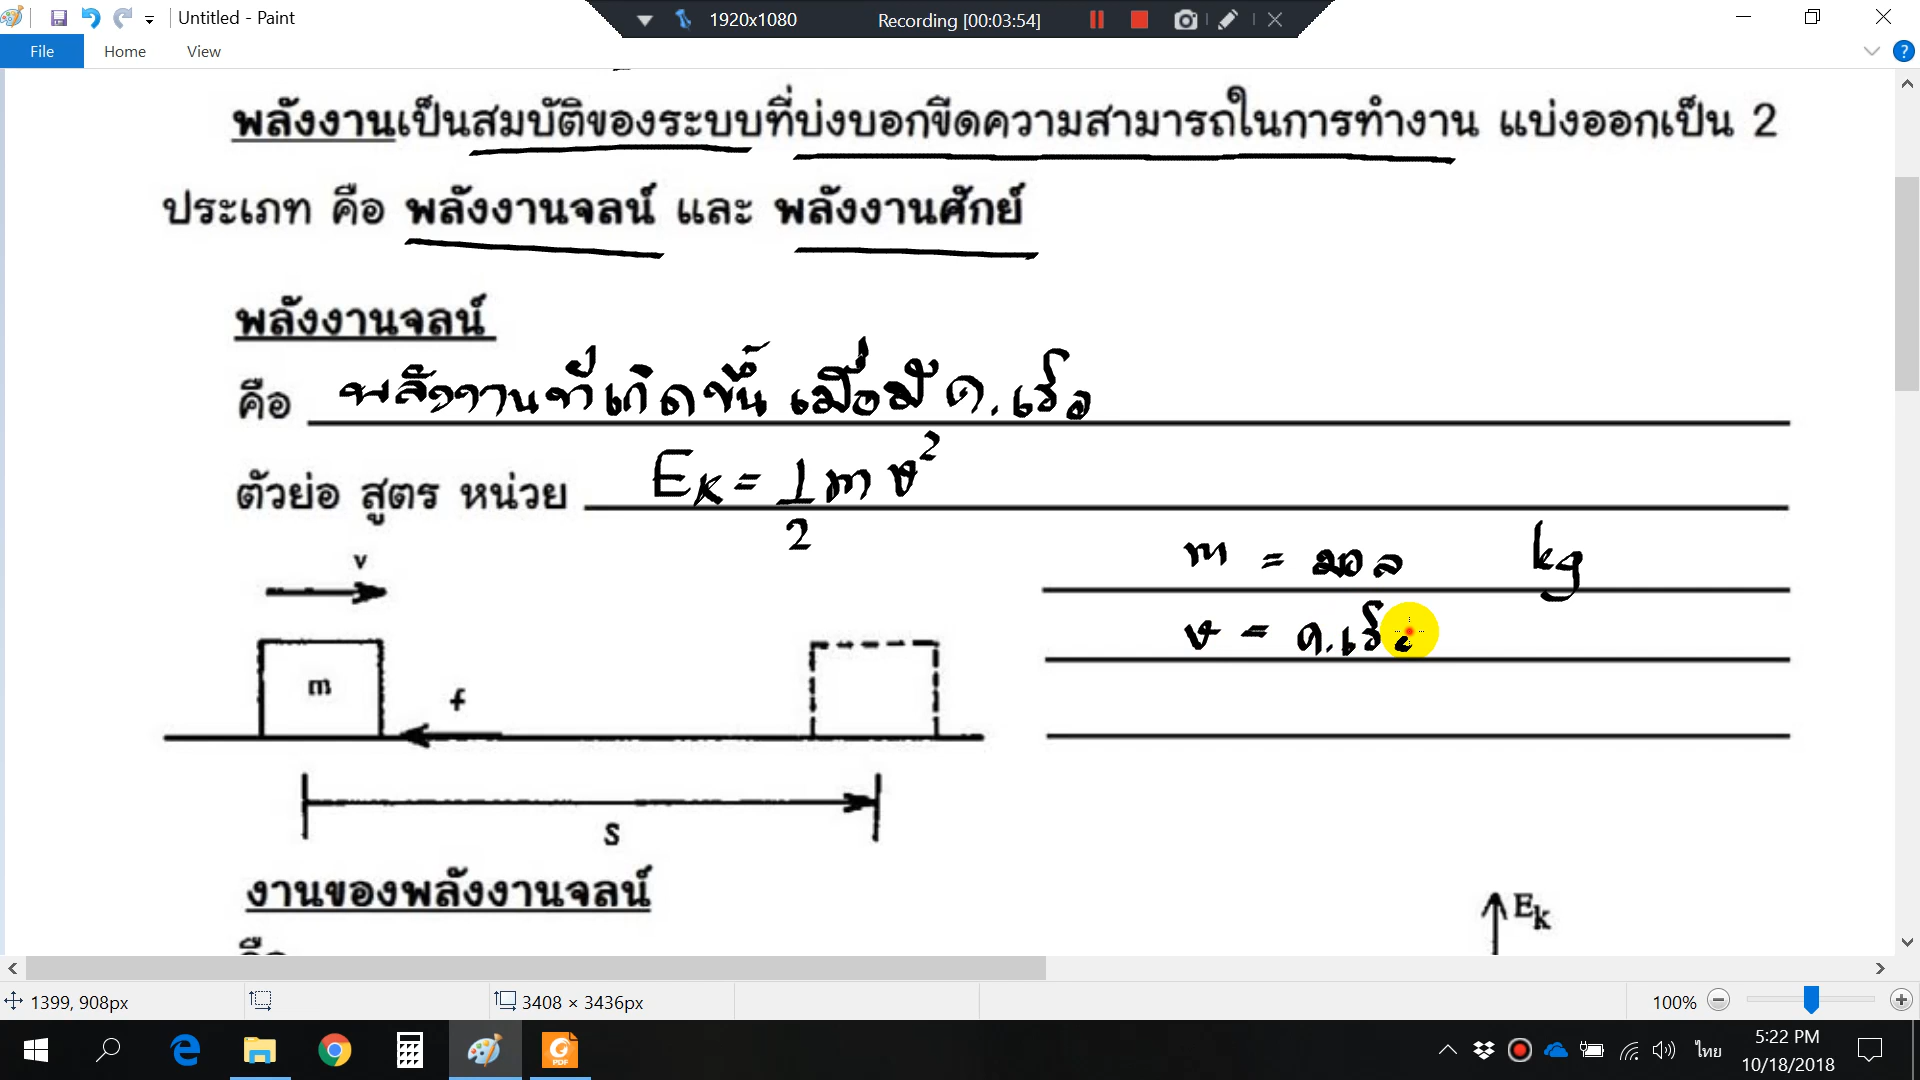 Untitled - Paint
1920x1080
Recording [00:03:54]
File Home View
พลังงานเป็นสมบัติของระบบที่บ่งบอกขีดความสามารถในการทำงาน แบ่งออกเป็น 2
ประเภท คือ พลังงานจลน์ และ พลังงานศักย์
พลังงานจลน์
คือ พลังงานที่เกิดขึ้น เมื่อมี ค.เร็ว
ตัวย่อ สูตร หน่วย E_K = 1/2 m v²
m = มวล kg
v = ค.เร็ว
v
m
f
S
งานของพลังงานจลน์
คือ
E_k
1399, 908px
3408 × 3436px
100%
ไทย
5:22 PM
10/18/2018
PDF